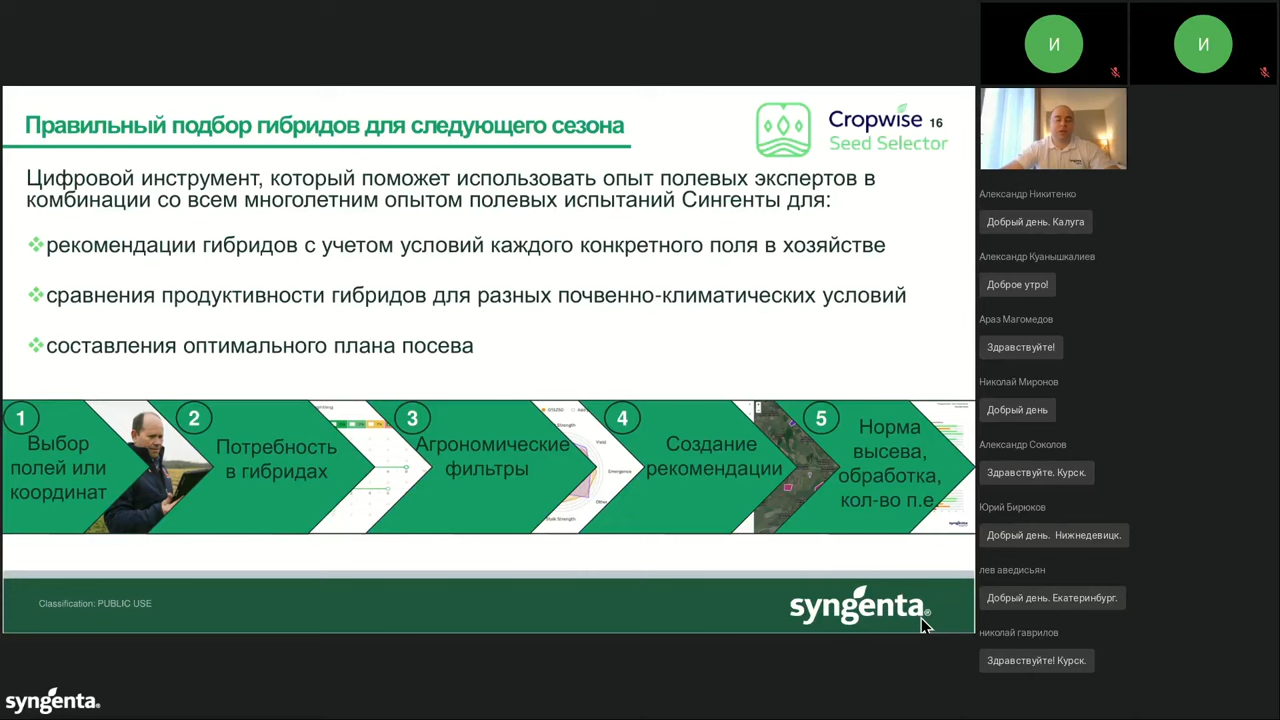 Правильный подбор гибридов для следующего сезона
Cropwise 16
Seed Selector
Цифровой инструмент, который поможет использовать опыт полевых экспертов в
комбинации со всем многолетним опытом полевых испытаний Сингенты для:
рекомендации гибридов с учетом условий каждого конкретного поля в хозяйстве
сравнения продуктивности гибридов для разных почвенно-климатических условий
составления оптимального плана посева
1
Выбор
полей или
координат
2
Потребность
в гибридах
3
Агрономические
фильтры
Yield
Emergence
Stalk Strength
4
Создание
рекомендации
5
Норма
высева,
обработка,
кол-во п.е.
Classification: PUBLIC USE
syngenta®
syngenta®
И
И
Александр Никитенко
Добрый день. Калуга
Александр Куанышкалиев
Доброе утро!
Араз Магомедов
Здравствуйте!
Николай Миронов
Добрый день
Александр Соколов
Здравствуйте. Курск.
Юрий Бирюков
Добрый день. Нижнедевицк.
лев аведисьян
Добрый день. Екатеринбург.
николай гаврилов
Здравствуйте! Курск.